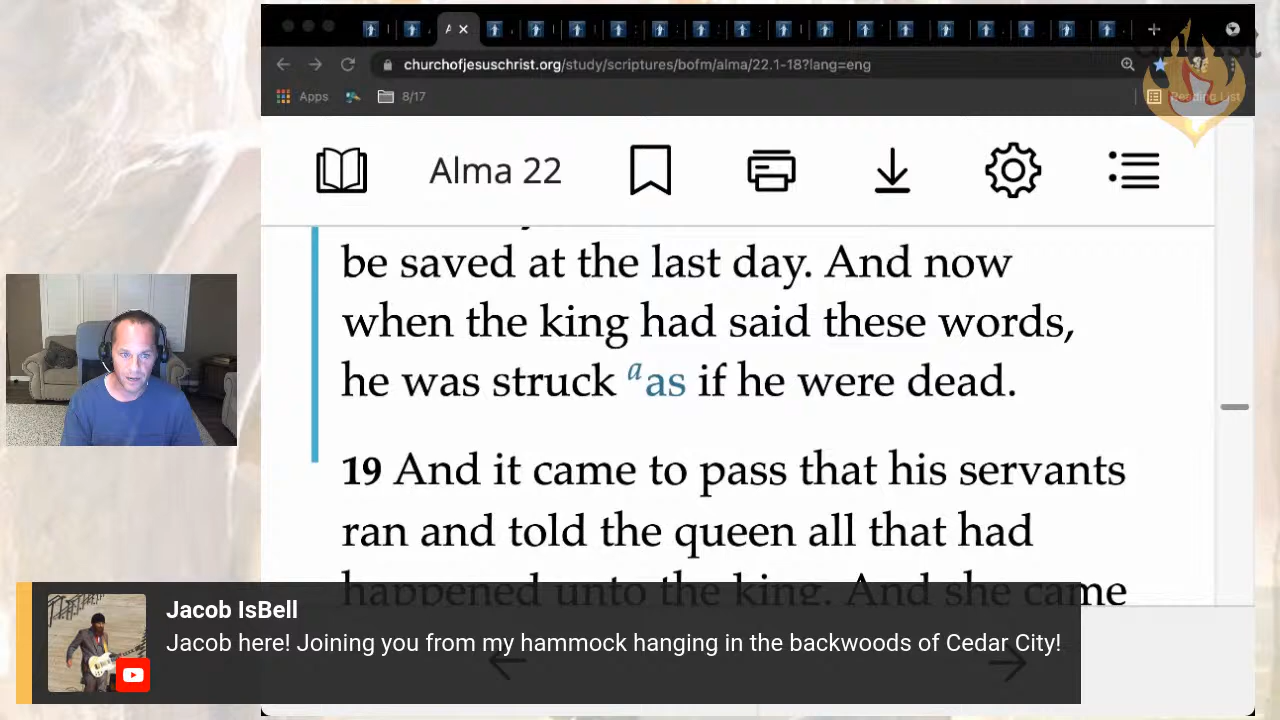 churchofjesuschrist.org/study/scriptures/bofm/alma/22.1-18?lang=eng
Apps 8/17 Reading List
Alma 22
be saved at the last day. And now
when the king had said these words,
he was struck a as if he were dead.
19 And it came to pass that his servants
ran and told the queen all that had
happened unto the king. And she came
Jacob IsBell
Jacob here! Joining you from my hammock hanging in the backwoods of Cedar City!